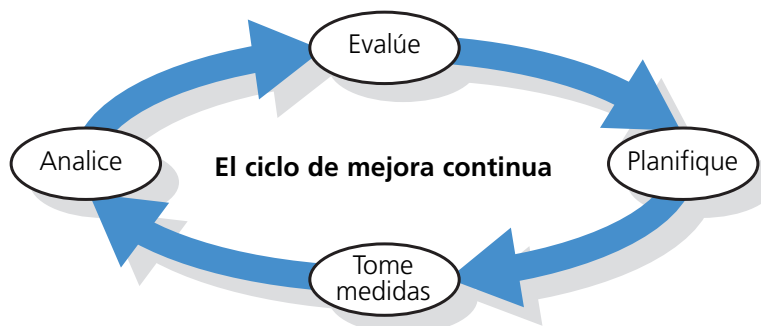 Evalúe
Analice
El ciclo de mejora continua
Planifique
Tome
medidas